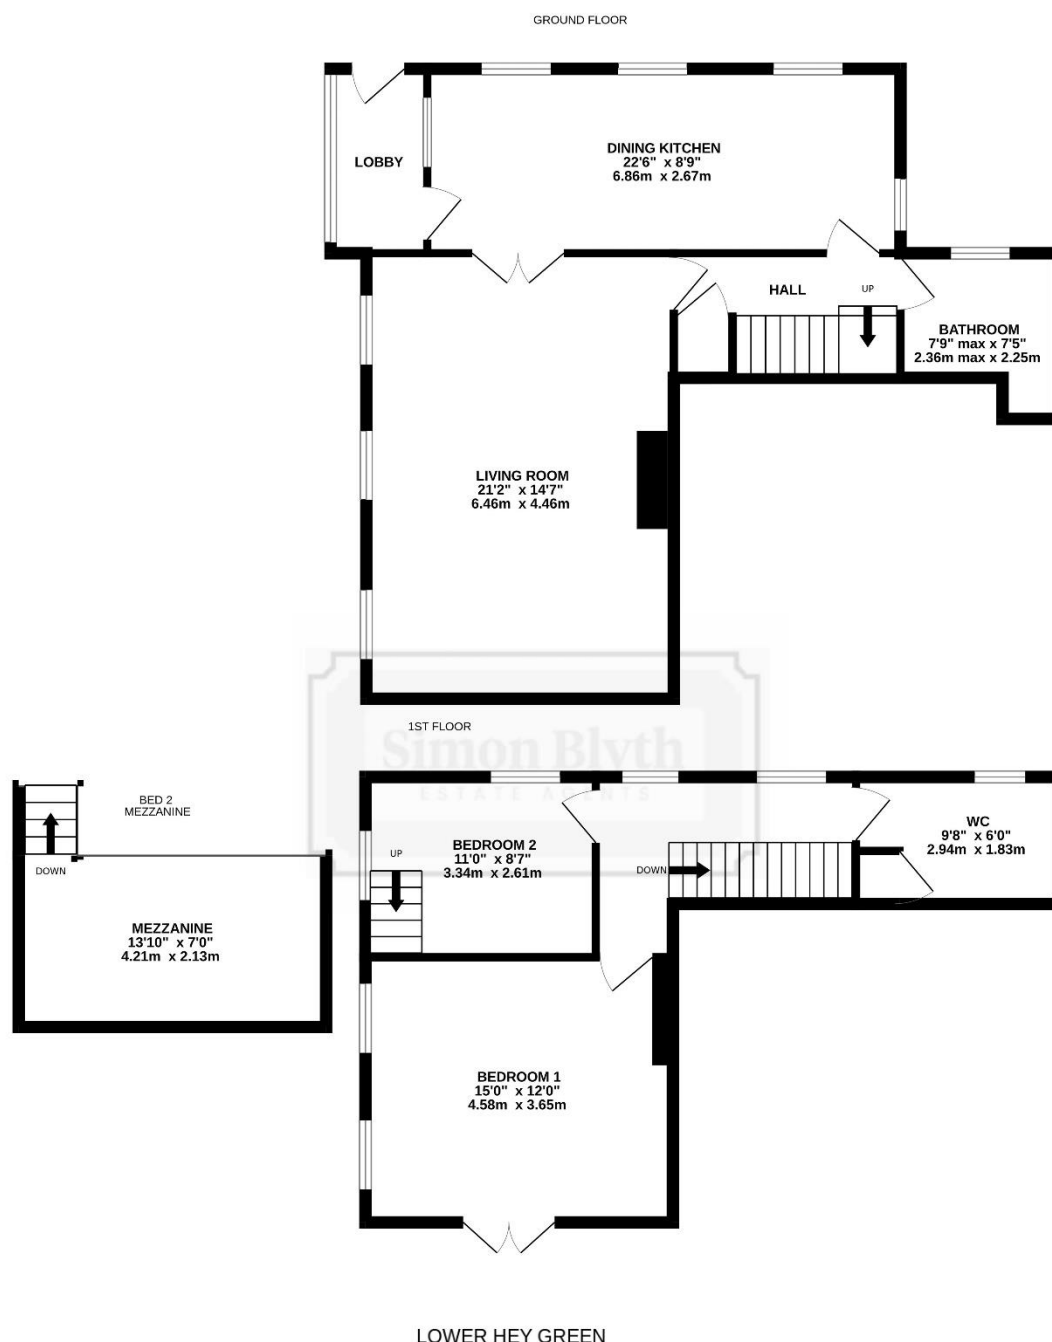 GROUND FLOOR
LOBBY
DINING KITCHEN
22'6" x 8'9"
6.86m x 2.67m
HALL
UP
BATHROOM
7'9" max x 7'5"
2.36m max x 2.25m
LIVING ROOM
21'2" x 14'7"
6.46m x 4.46m
1ST FLOOR
Simon Blyth
ESTATE AGENTS
BED 2
MEZZANINE
DOWN
MEZZANINE
13'10" x 7'0"
4.21m x 2.13m
UP
BEDROOM 2
11'0" x 8'7"
3.34m x 2.61m
DOWN
WC
9'8" x 6'0"
2.94m x 1.83m
BEDROOM 1
15'0" x 12'0"
4.58m x 3.65m
LOWER HEY GREEN